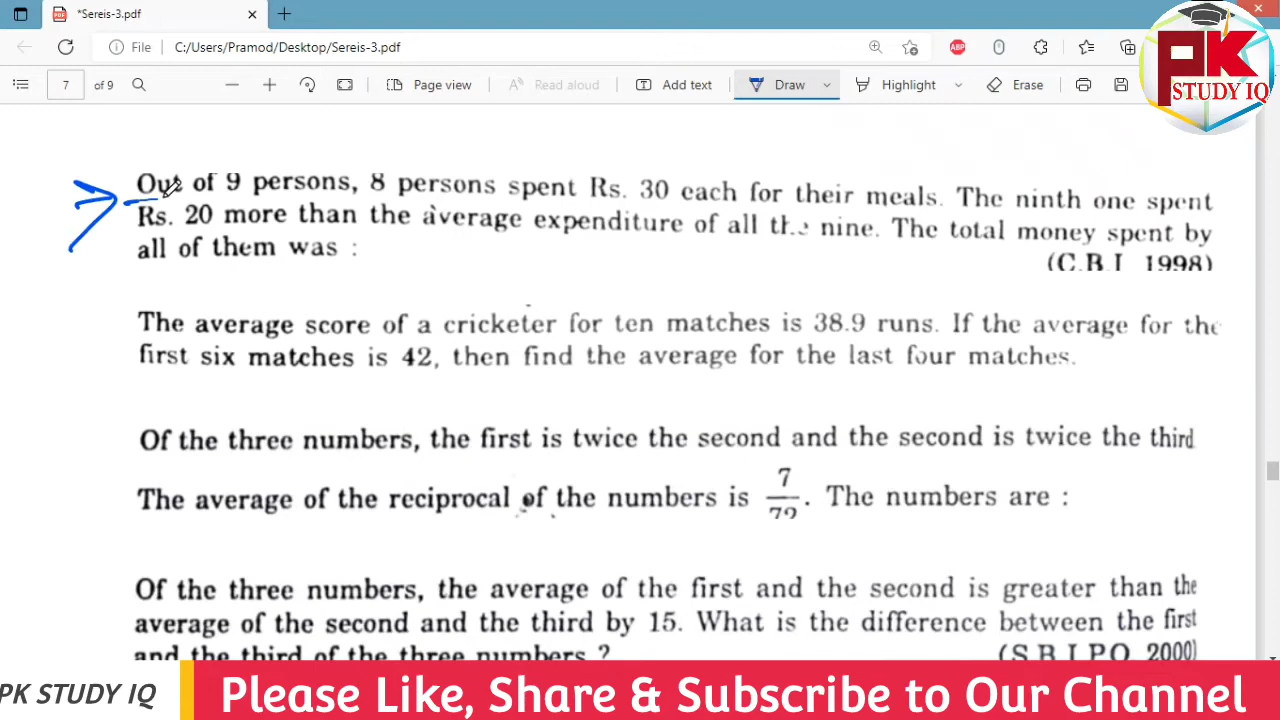 *Sereis-3.pdf
File C:/Users/Pramod/Desktop/Sereis-3.pdf
ABP
PK
STUDY IQ
7 of 9
Page view
Read aloud
Add text
Draw
Highlight
Erase
Out of 9 persons, 8 persons spent Rs. 30 each for their meals. The ninth one spent
Rs. 20 more than the average expenditure of all the nine. The total money spent by
all of them was :
(C.B.I. 1998)
The average score of a cricketer for ten matches is 38.9 runs. If the average for the
first six matches is 42, then find the average for the last four matches.
Of the three numbers, the first is twice the second and the second is twice the third
The average of the reciprocal of the numbers is 7/72. The numbers are :
Of the three numbers, the average of the first and the second is greater than the
average of the second and the third by 15. What is the difference between the first
and the third of the three numbers ?
(S.B.I.P.O. 2000)
PK STUDY IQ
Please Like, Share & Subscribe to Our Channel